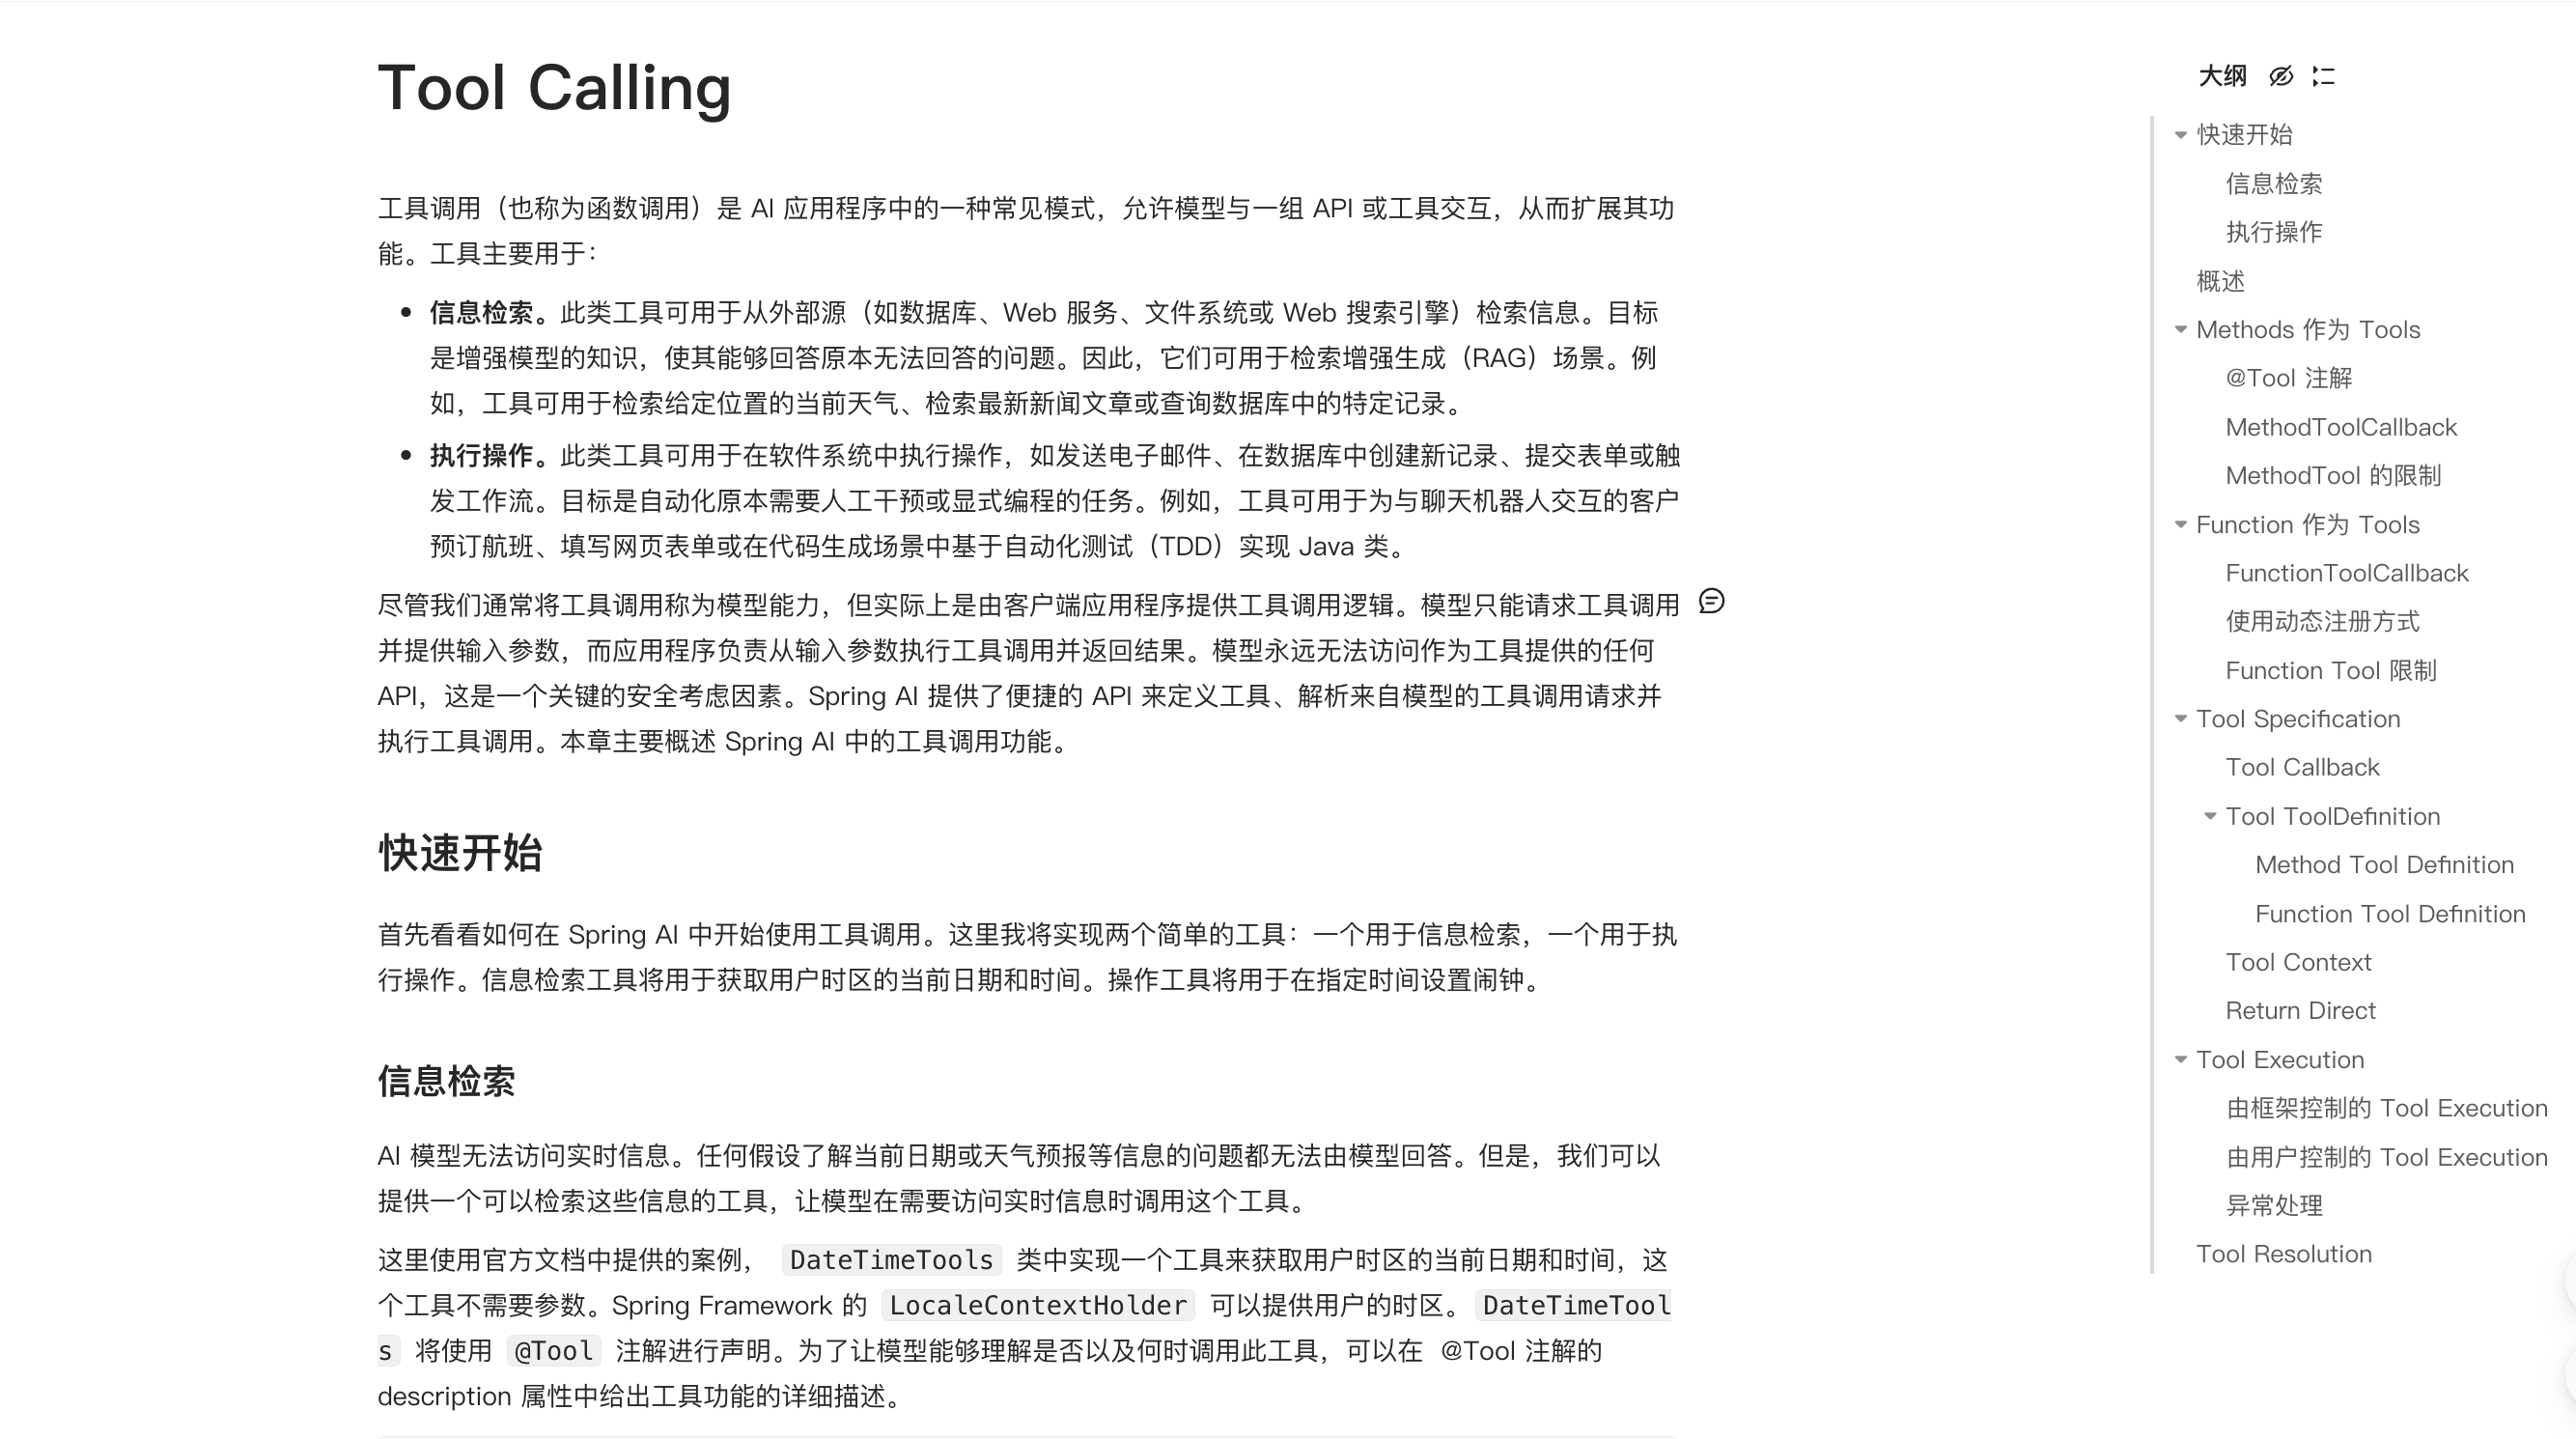 Tool Calling
工具调用（也称为函数调用）是 AI 应用程序中的一种常见模式，允许模型与一组 API 或工具交互，从而扩展其功
能。工具主要用于：
• 信息检索。此类工具可用于从外部源（如数据库、Web 服务、文件系统或 Web 搜索引擎）检索信息。目标
是增强模型的知识，使其能够回答原本无法回答的问题。因此，它们可用于检索增强生成（RAG）场景。例
如，工具可用于检索给定位置的当前天气、检索最新新闻文章或查询数据库中的特定记录。
• 执行操作。此类工具可用于在软件系统中执行操作，如发送电子邮件、在数据库中创建新记录、提交表单或触
发工作流。目标是自动化原本需要人工干预或显式编程的任务。例如，工具可用于为与聊天机器人交互的客户
预订航班、填写网页表单或在代码生成场景中基于自动化测试（TDD）实现 Java 类。
尽管我们通常将工具调用称为模型能力，但实际上是由客户端应用程序提供工具调用逻辑。模型只能请求工具调用
并提供输入参数，而应用程序负责从输入参数执行工具调用并返回结果。模型永远无法访问作为工具提供的任何
API，这是一个关键的安全考虑因素。Spring AI 提供了便捷的 API 来定义工具、解析来自模型的工具调用请求并
执行工具调用。本章主要概述 Spring AI 中的工具调用功能。
快速开始
首先看看如何在 Spring AI 中开始使用工具调用。这里我将实现两个简单的工具：一个用于信息检索，一个用于执
行操作。信息检索工具将用于获取用户时区的当前日期和时间。操作工具将用于在指定时间设置闹钟。
信息检索
AI 模型无法访问实时信息。任何假设了解当前日期或天气预报等信息的问题都无法由模型回答。但是，我们可以
提供一个可以检索这些信息的工具，让模型在需要访问实时信息时调用这个工具。
这里使用官方文档中提供的案例， DateTimeTools 类中实现一个工具来获取用户时区的当前日期和时间，这
个工具不需要参数。Spring Framework 的 LocaleContextHolder 可以提供用户的时区。 DateTimeTool
s 将使用 @Tool 注解进行声明。为了让模型能够理解是否以及何时调用此工具，可以在 @Tool 注解的
description 属性中给出工具功能的详细描述。
大纲
快速开始
信息检索
执行操作
概述
Methods 作为 Tools
@Tool 注解
MethodToolCallback
MethodTool 的限制
Function 作为 Tools
FunctionToolCallback
使用动态注册方式
Function Tool 限制
Tool Specification
Tool Callback
Tool ToolDefinition
Method Tool Definition
Function Tool Definition
Tool Context
Return Direct
Tool Execution
由框架控制的 Tool Execution
由用户控制的 Tool Execution
异常处理
Tool Resolution